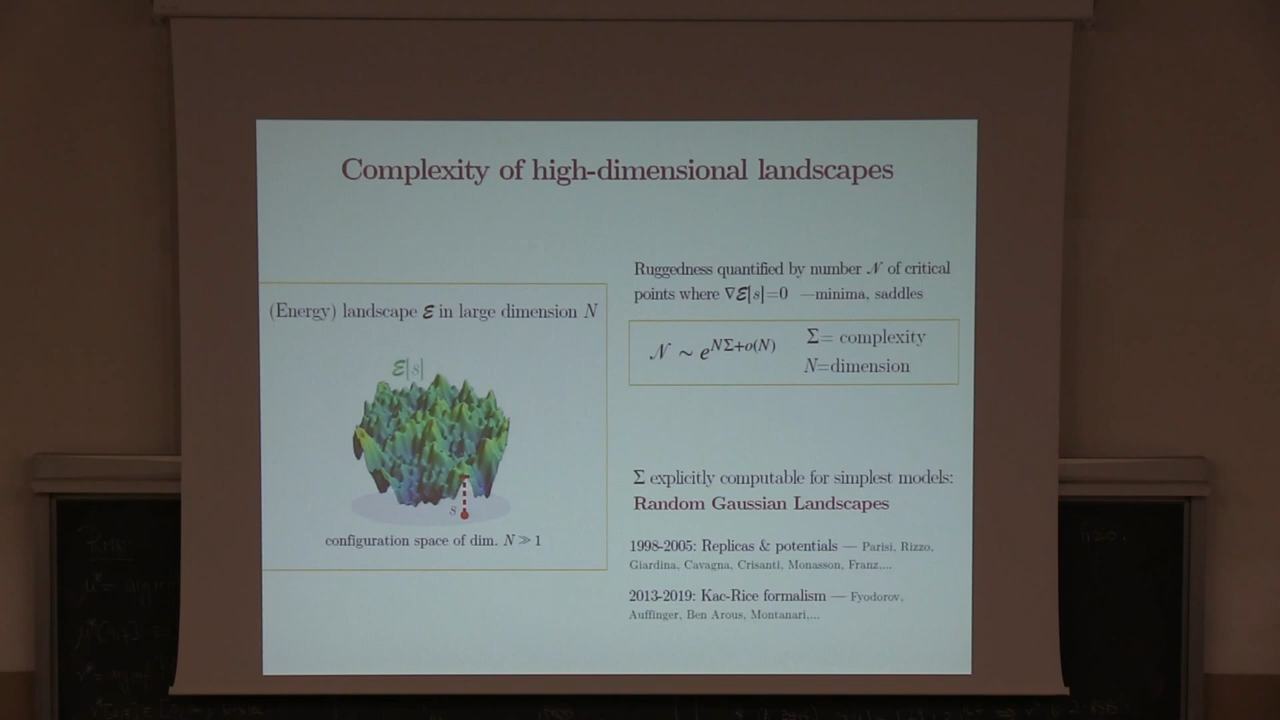 Complexity of high-dimensional landscapes
(Energy) landscape ℰ in large dimension N
ℰ[s]
s
configuration space of dim. N ≫ 1
Ruggedness quantified by number 𝒩 of critical
points where ∇ℰ[s]=0 —minima, saddles
𝒩 ~ e^{NΣ+o(N)}
Σ= complexity
N=dimension
Σ explicitly computable for simplest models:
Random Gaussian Landscapes
1998-2005: Replicas & potentials — Parisi, Rizzo,
Giardina, Cavagna, Crisanti, Monasson, Franz,...
2013-2019: Kac-Rice formalism — Fyodorov,
Auffinger, Ben Arous, Montanari,...